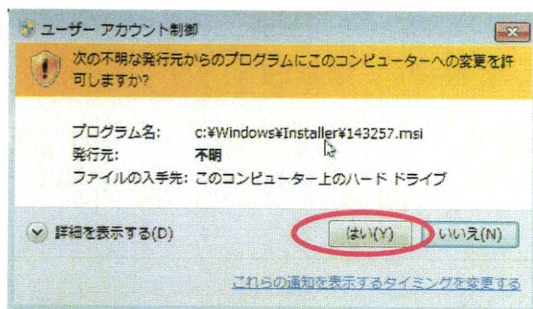 ユーザー アカウント制御
次の不明な発行元からのプログラムにこのコンピューターへの変更を許
可しますか?
プログラム名: c:¥Windows¥Installer¥143257.msi
発行元: 不明
ファイルの入手先: このコンピューター上のハード ドライブ
詳細を表示する(D)
はい(Y)
いいえ(N)
これらの通知を表示するタイミングを変更する